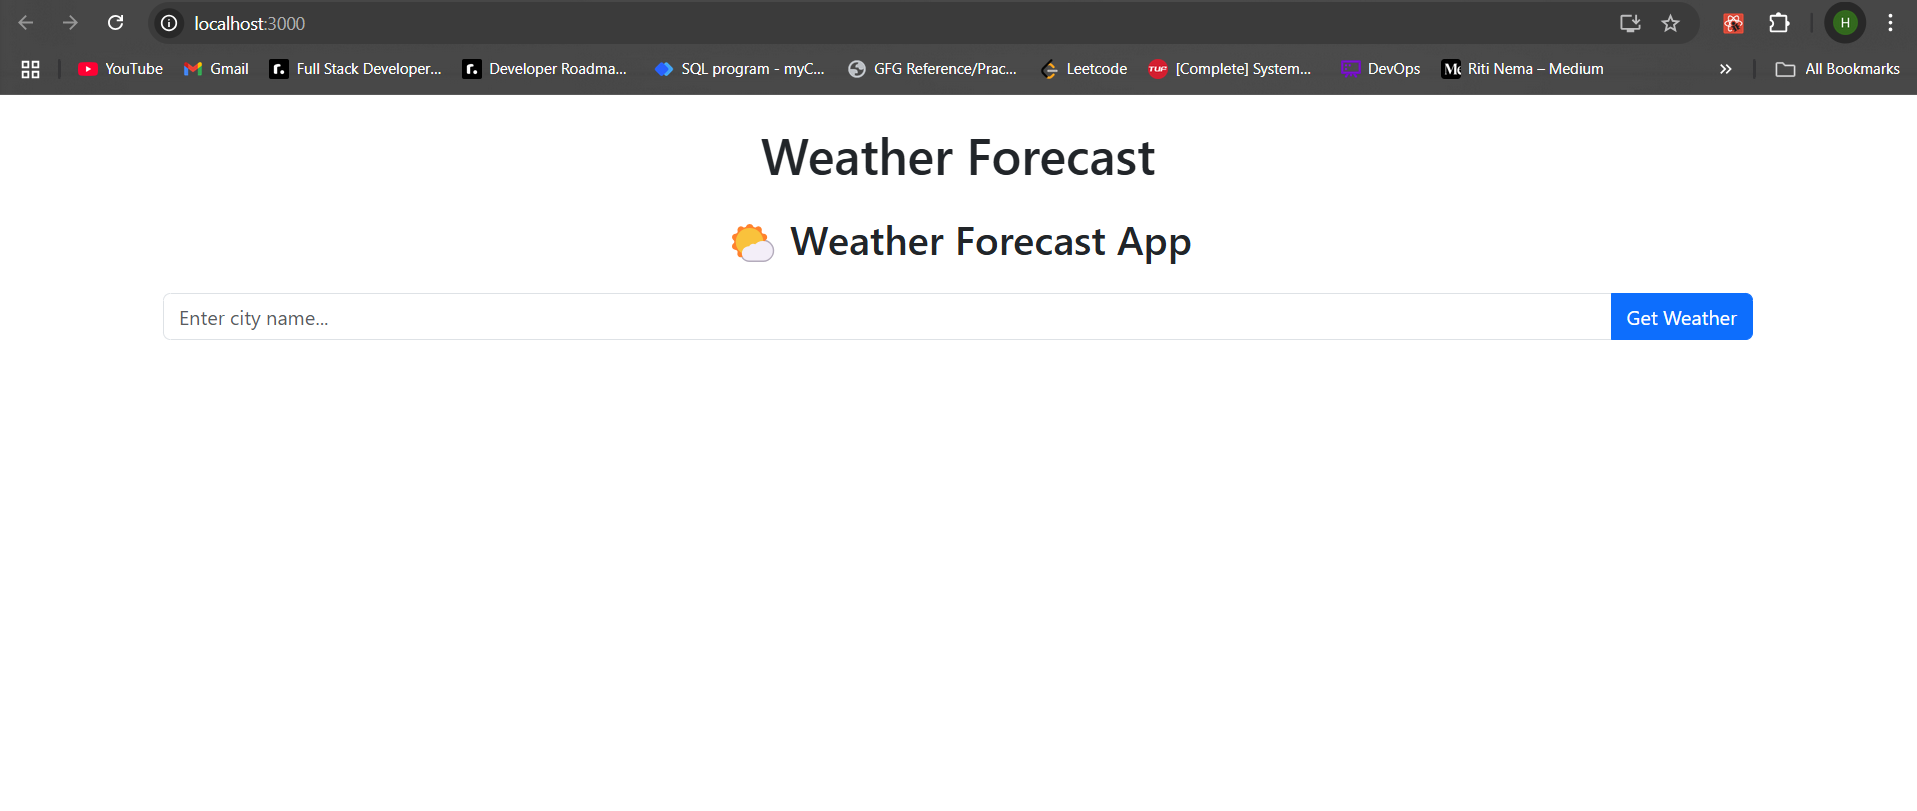 localhost:3000
H
YouTube Gmail r. Full Stack Developer... r. Developer Roadma... SQL program - myC... GFG Reference/Prac... Leetcode TUF [Complete] System... DevOps Riti Nema – Medium » All Bookmarks
Weather Forecast
Weather Forecast App
Enter city name... Get Weather